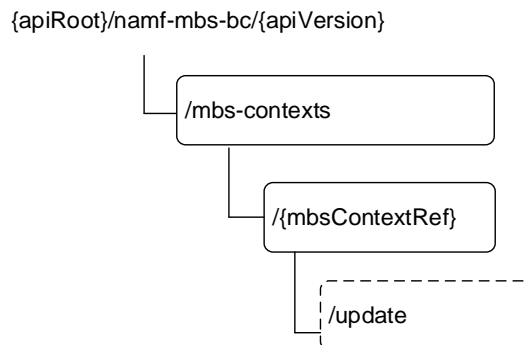 {apiRoot}/namf-mbs-bc/{apiVersion}
/mbs-contexts
/{mbsContextRef}
/update